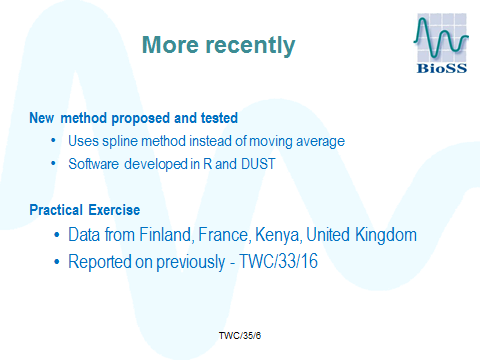 More recently
BioSS
New method proposed and tested
• Uses spline method instead of moving average
• Software developed in R and DUST
Practical Exercise
• Data from Finland, France, Kenya, United Kingdom
• Reported on previously - TWC/33/16
TWC/35/6